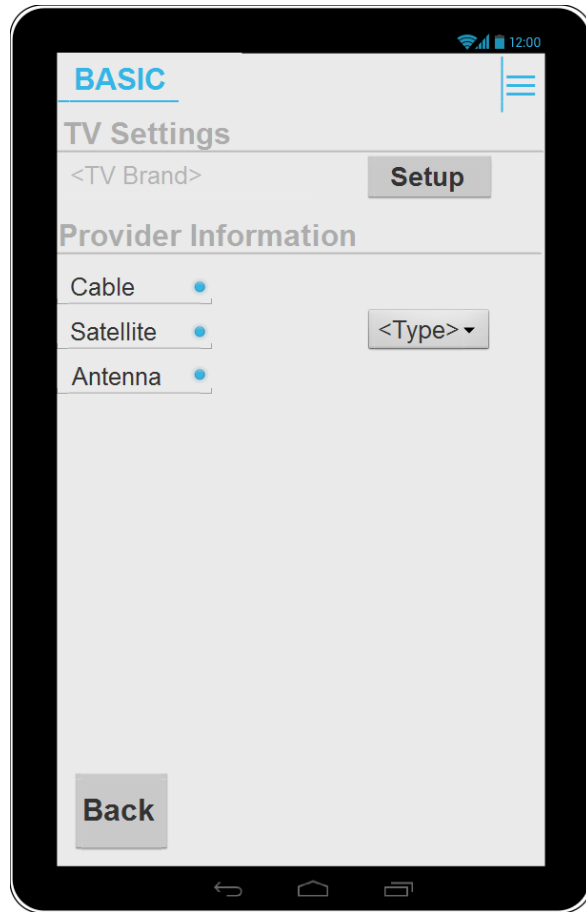 12:00
BASIC
TV Settings
<TV Brand> Setup
Provider Information
Cable
Satellite <Type>
Antenna
Back